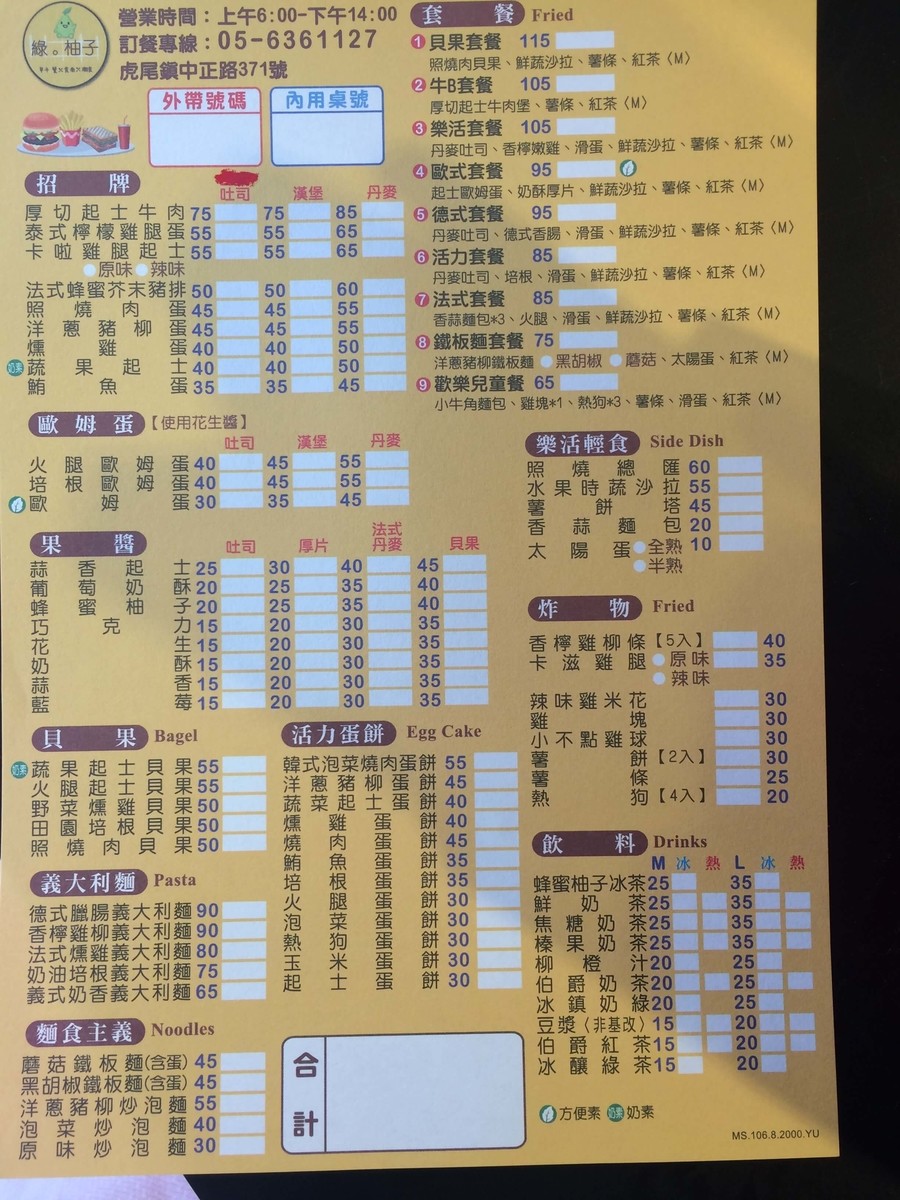 綠。柚子
營業時間：上午6:00-下午14:00
訂餐專線：05-6361127
虎尾鎮中正路371號
外帶號碼
內用桌號
招牌
吐司 漢堡 丹麥
厚切起士牛肉 75 75 85
泰式檸檬雞腿蛋 55 55 65
卡啦雞腿起士 55 55 65
原味 辣味
法式蜂蜜芥末豬排 50 50 60
照燒肉蛋 45 45 55
洋蔥豬柳蛋 45 45 55
燻雞蛋 40 40 50
奶素 蔬果起士 40 40 50
鮪魚蛋 35 35 45
歐姆蛋【使用花生醬】
吐司 漢堡 丹麥
火腿歐姆蛋 40 45 55
培根歐姆蛋 40 45 55
歐姆蛋 30 35 45
果醬
吐司 厚片 法式丹麥 貝果
蒜香起士 25 30 40 45
葡萄奶酥 20 25 35 40
蜂蜜柚子 20 25 35 40
巧克力 15 20 30 35
花生 15 20 30 35
奶酥 15 20 30 35
蒜香 15 20 30 35
藍莓 15 20 30 35
貝果 Bagel
奶素 蔬果起士貝果 55
火腿起士貝果 55
野菜燻雞貝果 50
田園培根貝果 50
照燒肉貝果 50
義大利麵 Pasta
德式臘腸義大利麵 90
香檸雞柳義大利麵 90
法式燻雞義大利麵 80
奶油培根義大利麵 75
義式奶香義大利麵 65
麵食主義 Noodles
蘑菇鐵板麵(含蛋) 45
黑胡椒鐵板麵(含蛋) 45
洋蔥豬柳炒泡麵 55
泡菜炒泡麵 40
原味炒泡麵 30
活力蛋餅 Egg Cake
韓式泡菜燒肉蛋餅 55
洋蔥豬柳蛋餅 45
蔬菜起士蛋餅 40
燻雞蛋餅 40
燒肉蛋餅 45
鮪魚蛋餅 35
培根蛋餅 35
火腿蛋餅 30
泡菜蛋餅 30
熱狗蛋餅 30
玉米蛋餅 30
起士蛋餅 30
合計
套餐 Fried
1 貝果套餐 115
照燒肉貝果、鮮蔬沙拉、薯條、紅茶〈M〉
2 牛B套餐 105
厚切起士牛肉堡、薯條、紅茶〈M〉
3 樂活套餐 105
丹麥吐司、香檸嫩雞、滑蛋、鮮蔬沙拉、薯條、紅茶〈M〉
4 歐式套餐 95
起士歐姆蛋、奶酥厚片、鮮蔬沙拉、薯條、紅茶〈M〉
5 德式套餐 95
丹麥吐司、德式香腸、滑蛋、鮮蔬沙拉、薯條、紅茶〈M〉
6 活力套餐 85
丹麥吐司、培根、滑蛋、鮮蔬沙拉、薯條、紅茶〈M〉
7 法式套餐 85
香蒜麵包*3、火腿、滑蛋、鮮蔬沙拉、薯條、紅茶〈M〉
8 鐵板麵套餐 75
洋蔥豬柳鐵板麵 黑胡椒 蘑菇、太陽蛋、紅茶〈M〉
9 歡樂兒童餐 65
小牛角麵包、雞塊*1、熱狗*3、薯條、滑蛋、紅茶〈M〉
樂活輕食 Side Dish
照燒總匯 60
水果時蔬沙拉 55
薯餅塔 45
香蒜麵包 20
太陽蛋 全熟 10
半熟
炸物 Fried
香檸雞柳條【5入】 40
卡滋雞腿 原味 35
辣味
辣味雞米花 30
雞塊 30
小不點雞球 30
薯餅【2入】 30
薯條 25
熱狗【4入】 20
飲料 Drinks
M 冰 熱 L 冰 熱
蜂蜜柚子冰茶 25 35
鮮奶茶 25 35
焦糖奶茶 25 35
榛果奶茶 25 35
柳橙汁 20 25
伯爵奶茶 20 25
冰鎮奶綠 20 25
豆漿〈非基改〉 15 20
伯爵紅茶 15 20
冰釀綠茶 15 20
方便素 奶素 奶素
MS.106.8.2000.YU